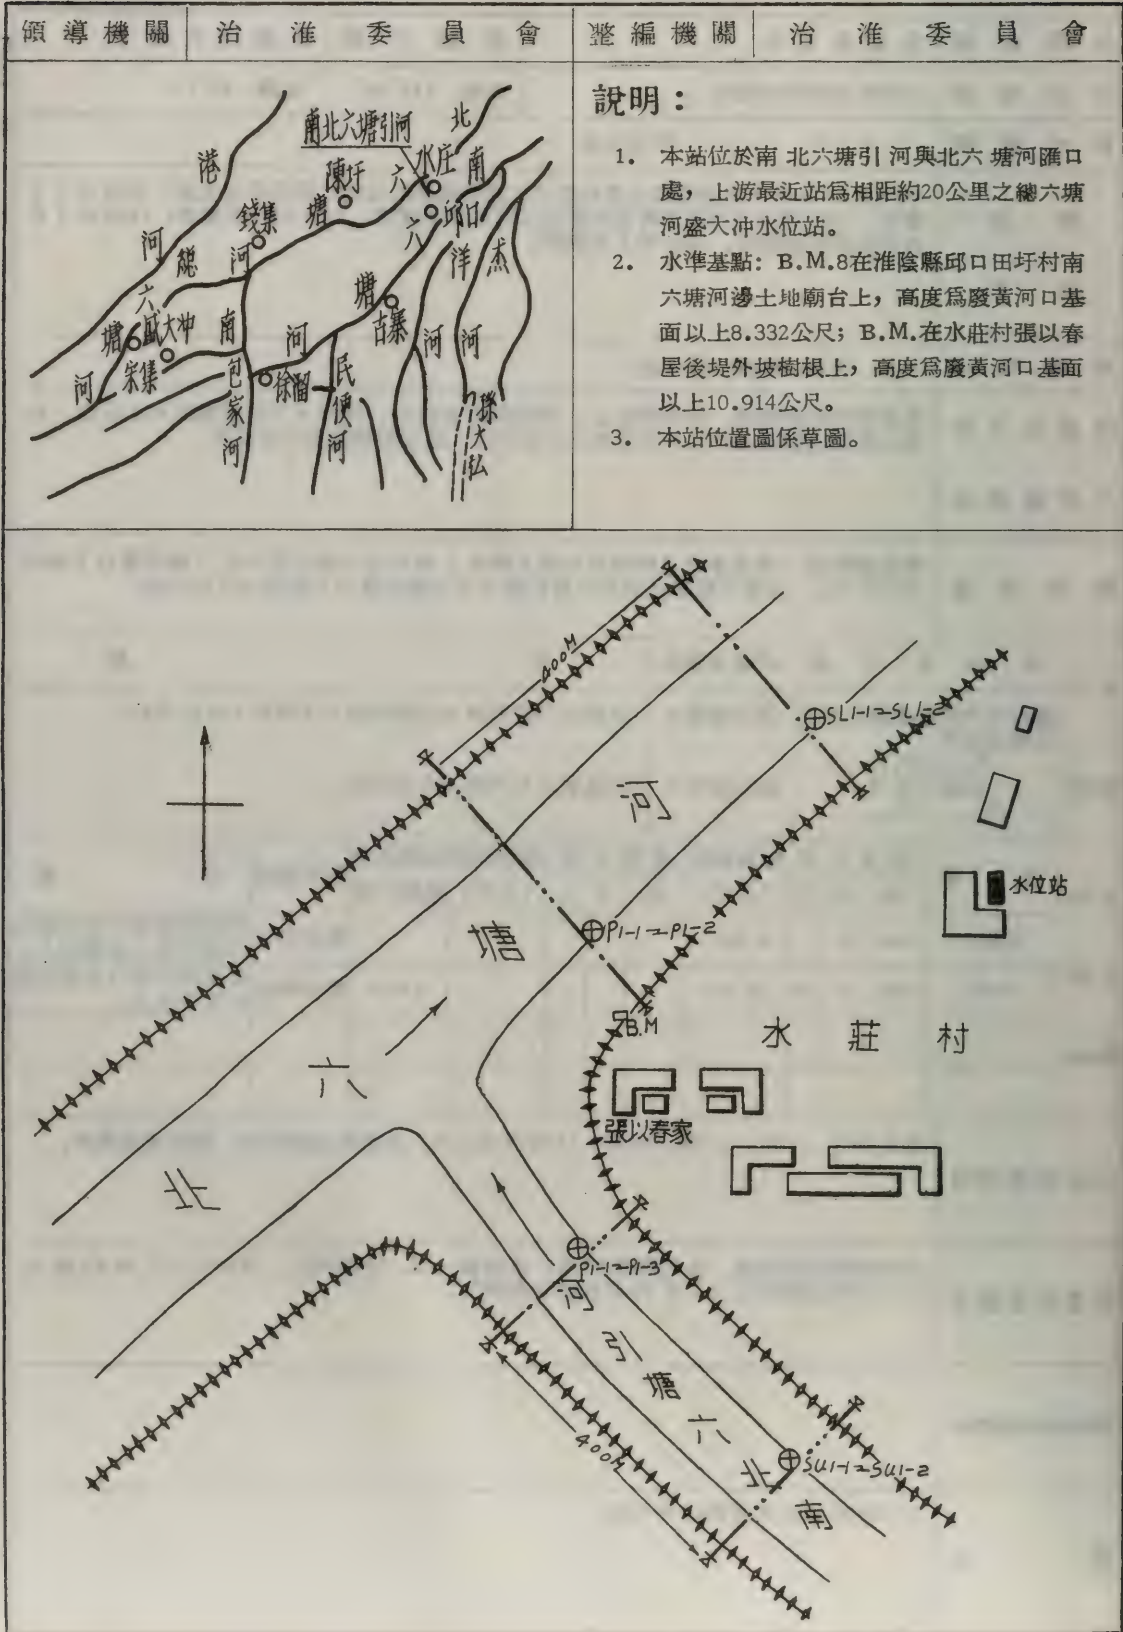 領導機關 治淮委員會 整編機關 治淮委員會
說明：
1. 本站位於南北六塘引河與北六塘河匯口
處，上游最近站爲相距約20公里之總六塘
河盛大冲水位站。
2. 水準基點：B.M.8在淮陰縣邱口田圩村南
六塘河邊土地廟台上，高度爲廢黃河口基
面以上8.332公尺；B.M.在水莊村張以春
屋後堤外坡樹根上，高度爲廢黃河口基面
以上10.914公尺。
3. 本站位置圖係草圖。
港河
南北六塘引河
北六塘河
水庄
陳圩
錢集
總六塘河
盛大冲
宋集
南六塘河
邱口
古寨
徐溜
包家河
民便河
洋河
孫大泓
400M
SL1-1=SL1-2
河
水位站
塘
P1-1=P1-2
B.M
水莊村
六
張以春家
北
P1-1=P1-3
河引塘六北南
400M
SU1-1=SU1-2